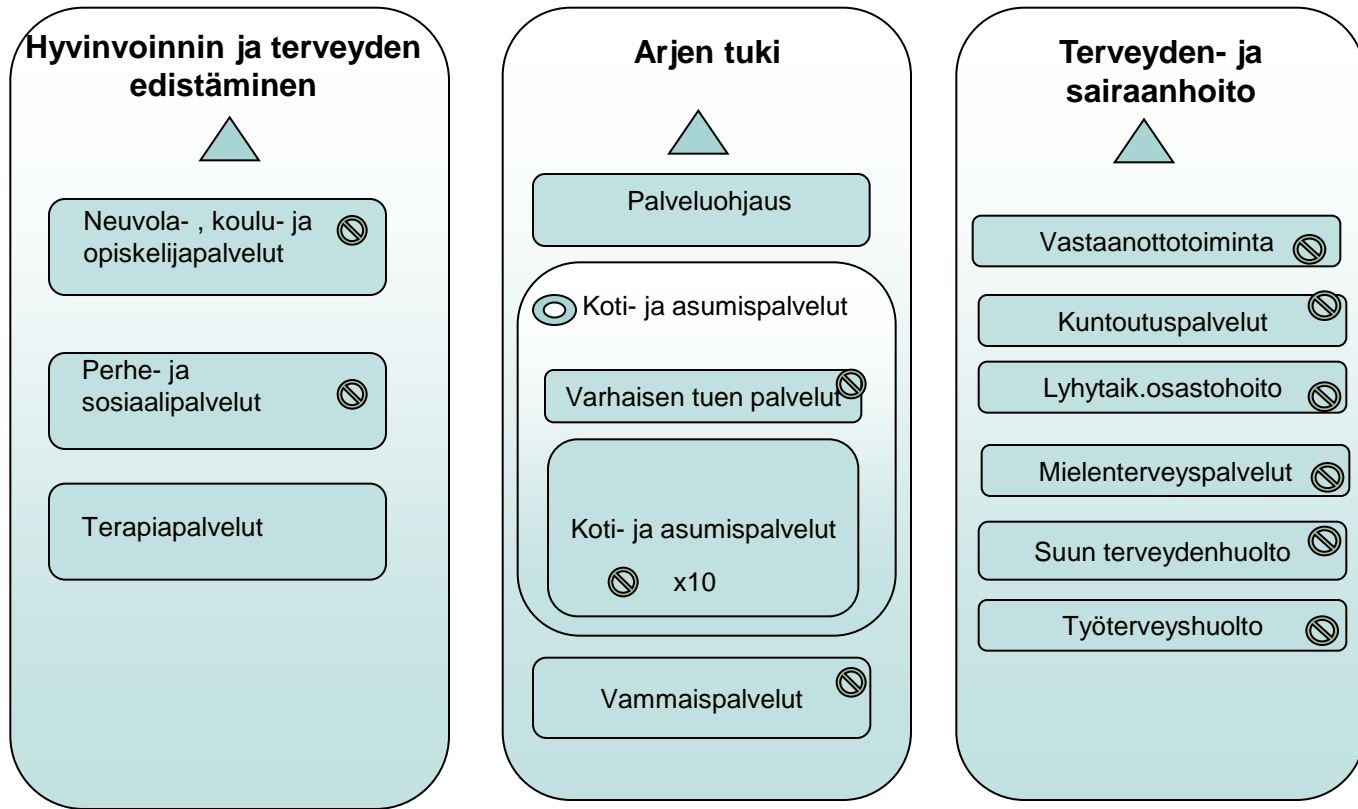 Hyvinvoinnin ja terveyden
edistäminen
Neuvola- , koulu- ja
opiskelijapalvelut
Perhe- ja
sosiaalipalvelut
Terapiapalvelut
Arjen tuki
Palveluohjaus
Koti- ja asumispalvelut
Varhaisen tuen palvelut
Koti- ja asumispalvelut
x10
Vammaispalvelut
Terveyden- ja
sairaanhoito
Vastaanottotoiminta
Kuntoutuspalvelut
Lyhytaik.osastohoito
Mielenterveyspalvelut
Suun terveydenhuolto
Työterveyshuolto